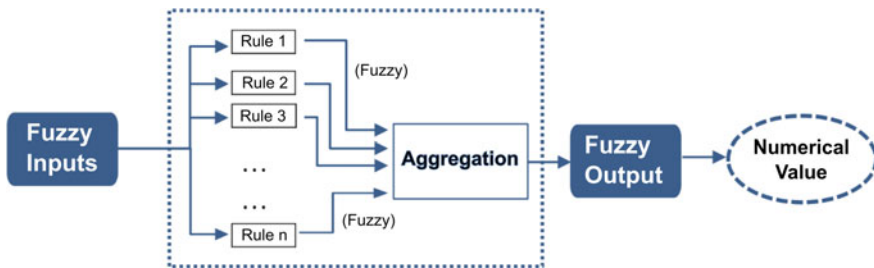 Fuzzy
Inputs
Rule 1
Rule 2
Rule 3
...
...
Rule n
(Fuzzy)
(Fuzzy)
Aggregation
Fuzzy
Output
Numerical
Value